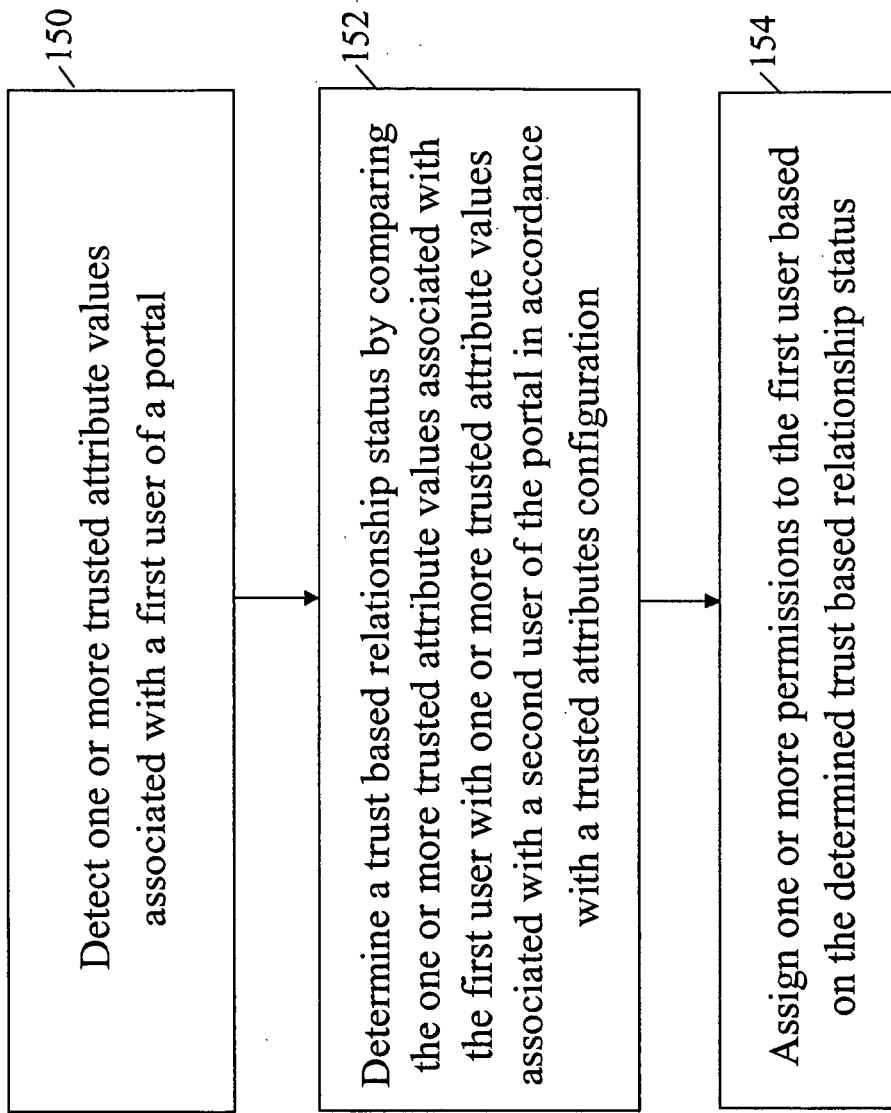 150
Detect one or more trusted attribute values
associated with a first user of a portal
152
Determine a trust based relationship status by comparing
the one or more trusted attribute values associated with
the first user with one or more trusted attribute values
associated with a second user of the portal in accordance
with a trusted attributes configuration
154
Assign one or more permissions to the first user based
on the determined trust based relationship status